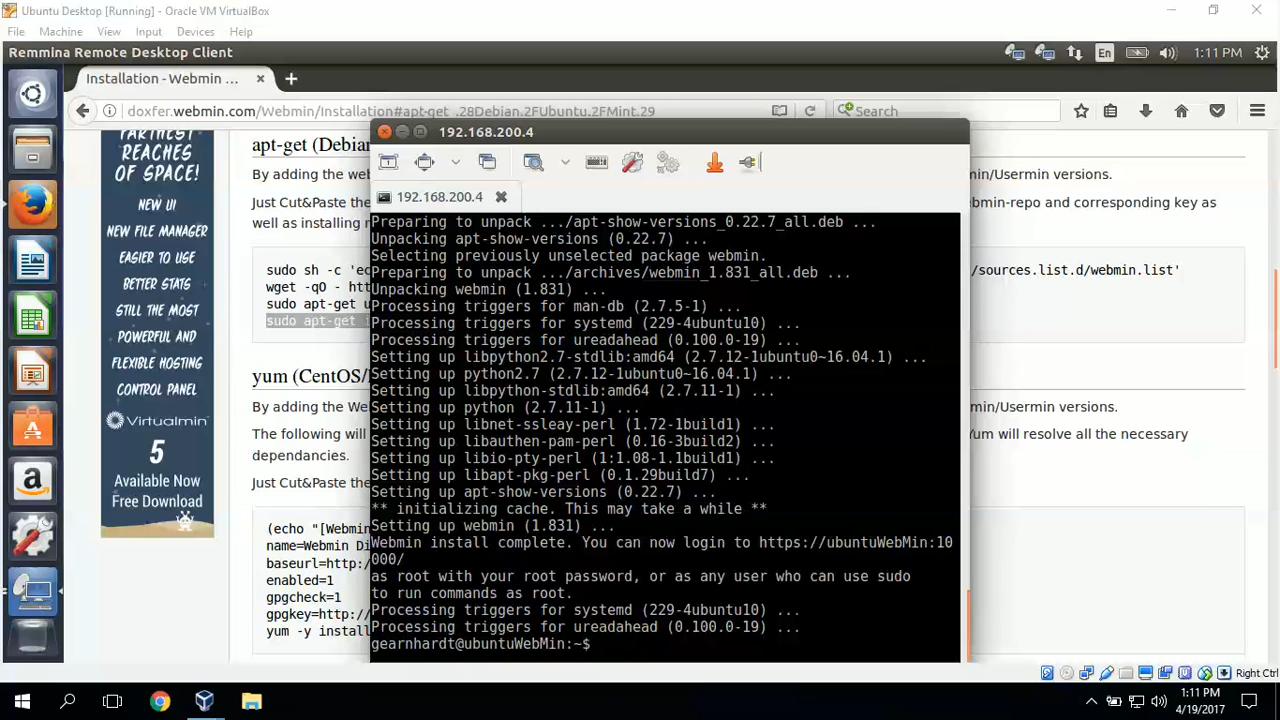 Ubuntu Desktop [Running] - Oracle VM VirtualBox
File Machine View Input Devices Help
Remmina Remote Desktop Client
En
1:11 PM
Installation - Webmin ...
doxfer.webmin.com/Webmin/Installation#apt-get_.28Debian.2FUbuntu.2FMint.29
Search
FARTHEST
REACHES
OF SPACE!
NEW UI
NEW FILE MANAGER
EASIER TO USE
BETTER STATS
STILL THE MOST
POWERFUL AND
FLEXIBLE HOSTING
CONTROL PANEL
Virtualmin
5
Available Now
Free Download
apt-get (Debia
By adding the web
min/Usermin versions.
Just Cut&Paste the
bmin-repo and corresponding key as
well as installing r
sudo sh -c 'ec
/sources.list.d/webmin.list'
wget -qO - htt
sudo apt-get u
sudo apt-get i
yum (CentOS/
By adding the We
min/Usermin versions.
The following will
Yum will resolve all the necessary
dependancies.
Just Cut&Paste the
(echo "[Webmin
name=Webmin Di
baseurl=http:/
enabled=1
gpgcheck=1
gpgkey=http://
yum -y install
192.168.200.4
192.168.200.4
Preparing to unpack .../apt-show-versions_0.22.7_all.deb ...
Unpacking apt-show-versions (0.22.7) ...
Selecting previously unselected package webmin.
Preparing to unpack .../archives/webmin_1.831_all.deb ...
Unpacking webmin (1.831) ...
Processing triggers for man-db (2.7.5-1) ...
Processing triggers for systemd (229-4ubuntu10) ...
Processing triggers for ureadahead (0.100.0-19) ...
Setting up libpython2.7-stdlib:amd64 (2.7.12-1ubuntu0~16.04.1) ...
Setting up python2.7 (2.7.12-1ubuntu0~16.04.1) ...
Setting up libpython-stdlib:amd64 (2.7.11-1) ...
Setting up python (2.7.11-1) ...
Setting up libnet-ssleay-perl (1.72-1build1) ...
Setting up libauthen-pam-perl (0.16-3build2) ...
Setting up libio-pty-perl (1:1.08-1.1build1) ...
Setting up libapt-pkg-perl (0.1.29build7) ...
Setting up apt-show-versions (0.22.7) ...
** initializing cache. This may take a while **
Setting up webmin (1.831) ...
Webmin install complete. You can now login to https://ubuntuWebMin:10
000/
as root with your root password, or as any user who can use sudo
to run commands as root.
Processing triggers for systemd (229-4ubuntu10) ...
Processing triggers for ureadahead (0.100.0-19) ...
gearnhardt@ubuntuWebMin:~$
Right Ctrl
1:11 PM
4/19/2017